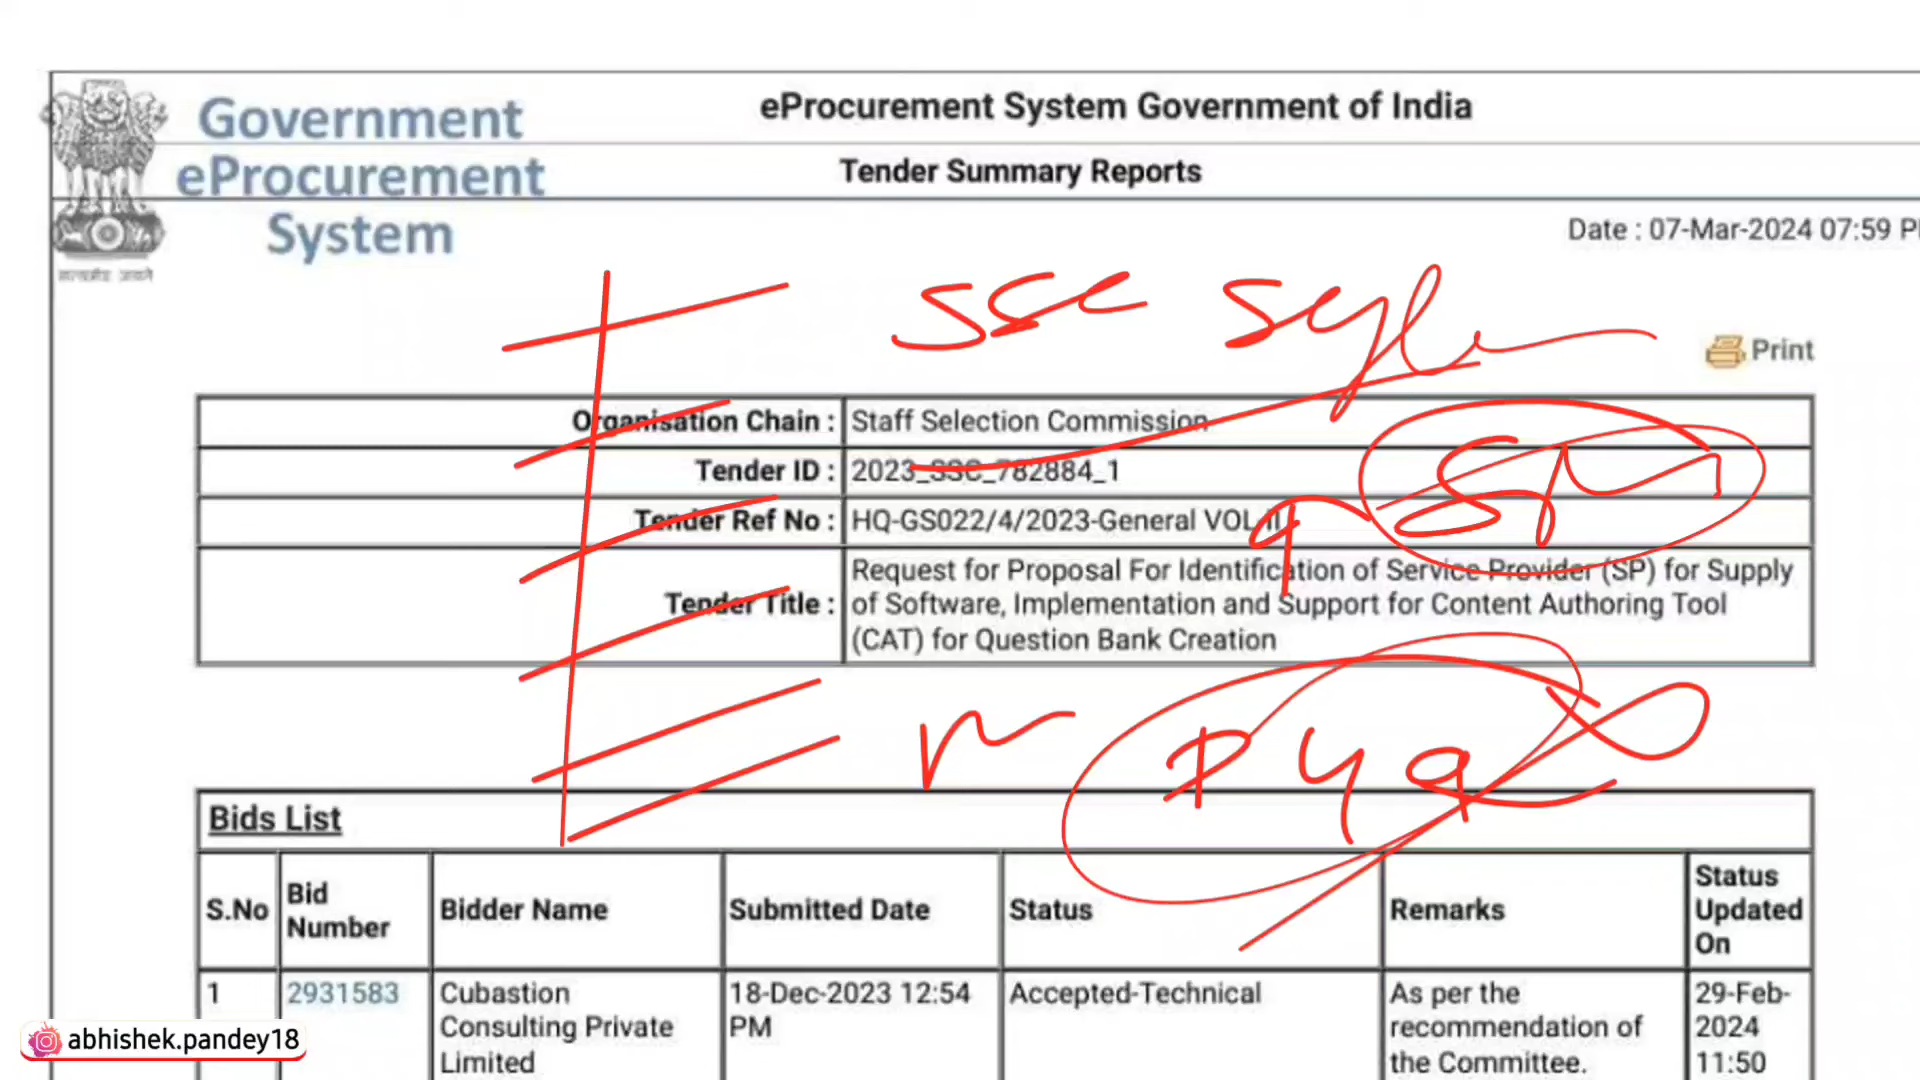 Government
eProcurement
System
सत्यमेव जयते
eProcurement System Government of India
Tender Summary Reports
Date : 07-Mar-2024 07:59 P
SSC
Print
Organisation Chain : Staff Selection Commission
Tender ID : 2023_SSC_782884_1
Tender Ref No : HQ-GS022/4/2023-General VOL-II
Tender Title : Request for Proposal For Identification of Service Provider (SP) for Supply
of Software, Implementation and Support for Content Authoring Tool
(CAT) for Question Bank Creation
PYQ
Bids List
S.No Bid Number Bidder Name Submitted Date Status Remarks Status Updated On
1 2931583 Cubastion Consulting Private Limited 18-Dec-2023 12:54 PM Accepted-Technical As per the recommendation of the Committee. 29-Feb-2024 11:50
abhishek.pandey18